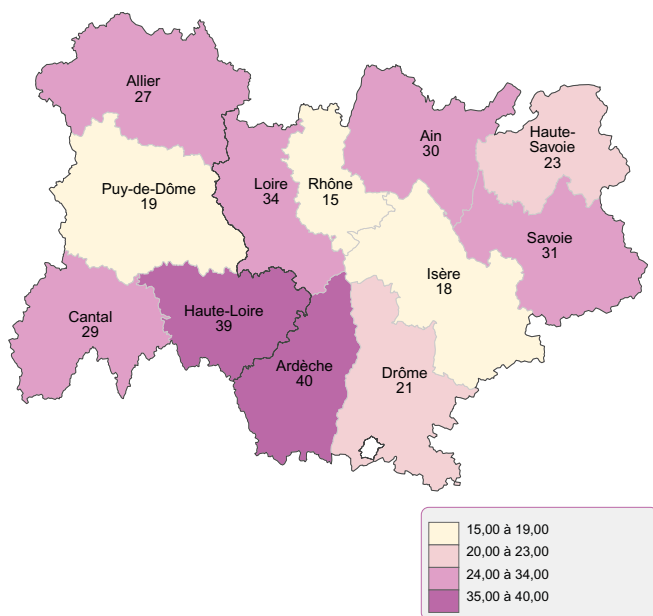 Allier
27
Ain
30
Haute-
Savoie
23
Puy-de-Dôme
19
Loire
34
Rhône
15
Savoie
31
Isère
18
Cantal
29
Haute-Loire
39
Ardèche
40
Drôme
21
15,00 à 19,00
20,00 à 23,00
24,00 à 34,00
35,00 à 40,00